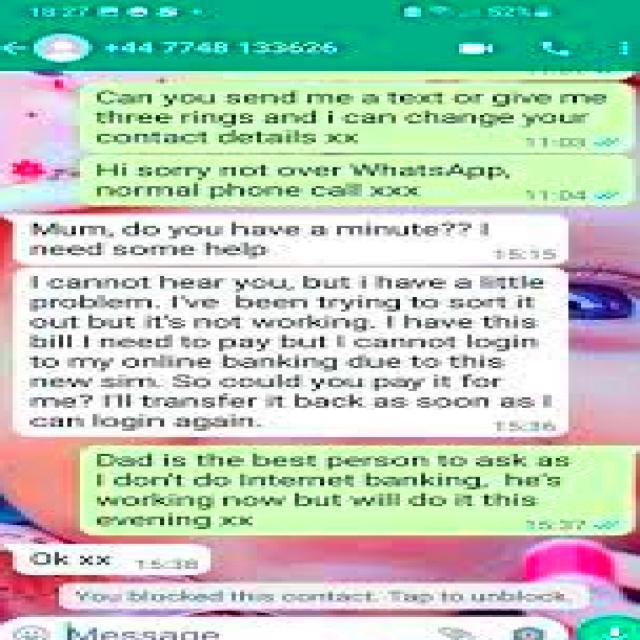 18:27
52%
+44 7748 133626
Can you send me a text or give me
three rings and i can change your
contact details xx
11:03
Hi sorry not over WhatsApp,
normal phone call xxx
11:04
Mum, do you have a minute?? I
need some help
15:15
I cannot hear you, but i have a little
problem. I've been trying to sort it
out but it's not working. I have this
bill I need to pay but I cannot login
to my online banking due to this
new sim. So could you pay it for
me? I'll transfer it back as soon as I
can login again.
15:36
Dad is the best person to ask as
I don't do Internet banking, he's
working now but will do it this
evening xx
15:37
Ok xx
15:38
You blocked this contact. Tap to unblock.
Message